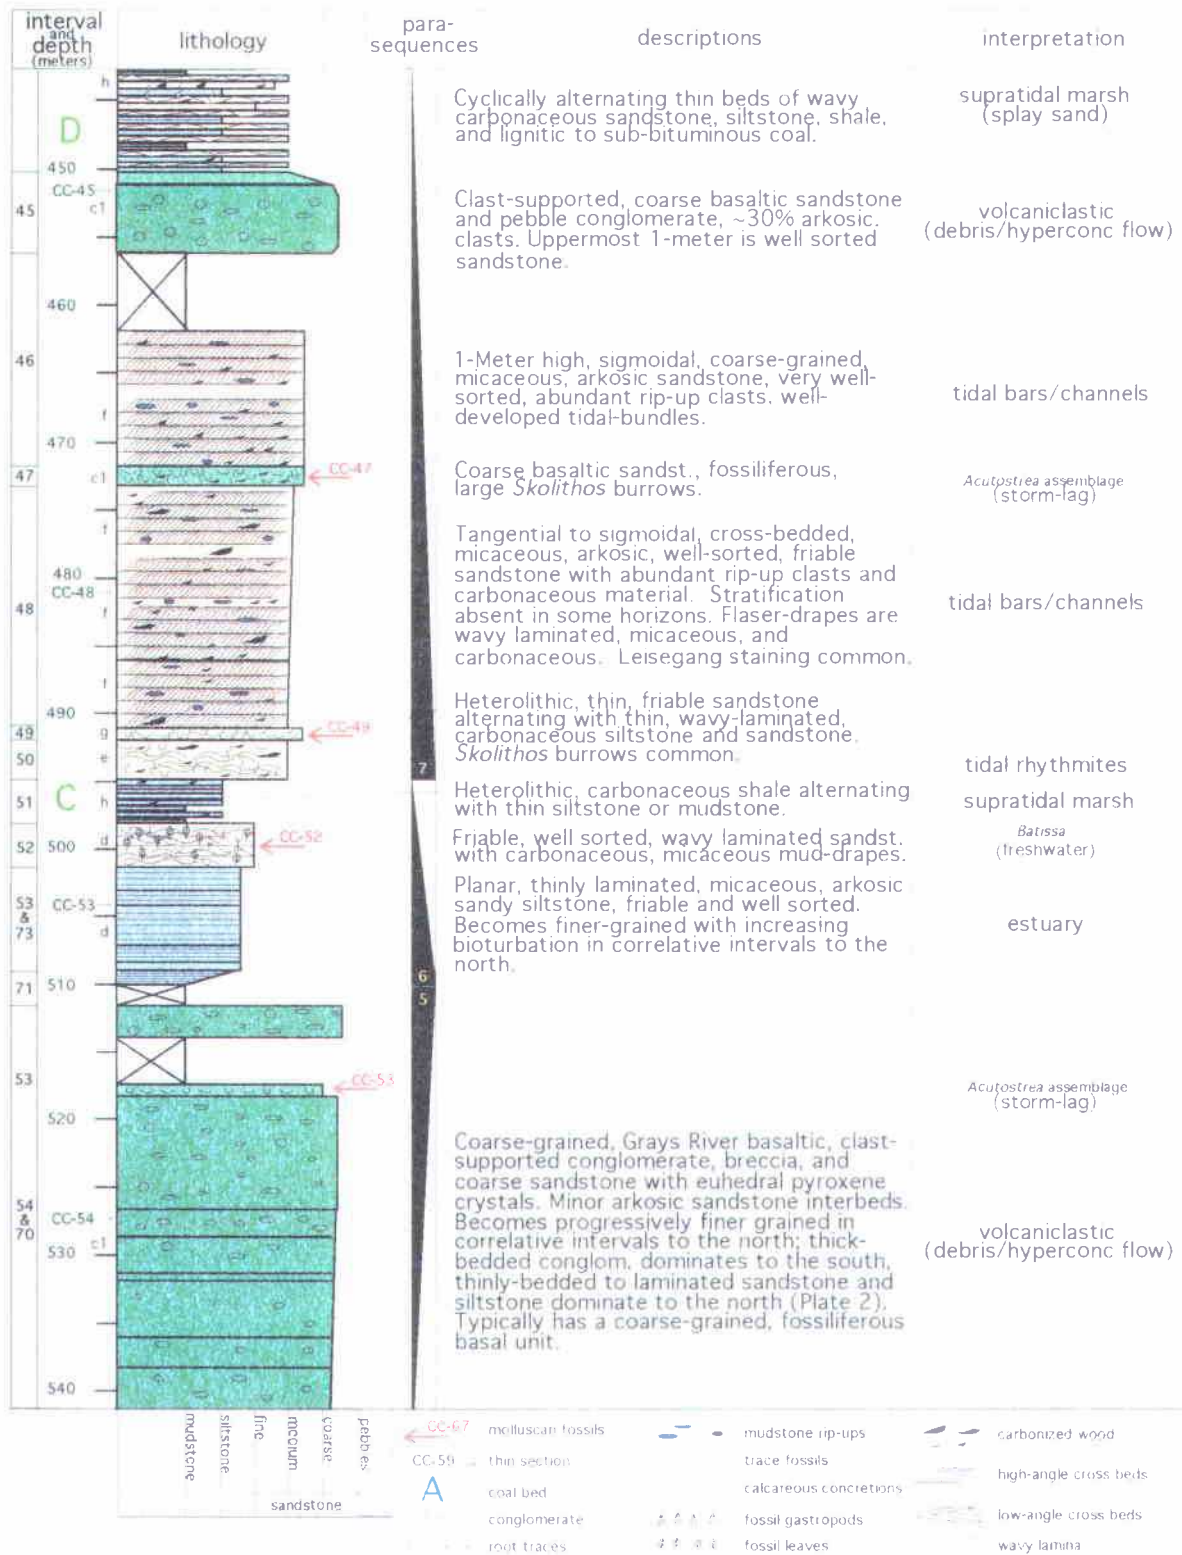 interval
and
depth
(meters)
lithology
para-
sequences
descriptions
interpretation
h
D
450
Cyclically alternating thin beds of wavy
carbonaceous sandstone, siltstone, shale,
and lignitic to sub-bituminous coal.
supratidal marsh
(splay sand)
45
CC-45
c1
Clast-supported, coarse basaltic sandstone
and pebble conglomerate, ~30% arkosic.
clasts. Uppermost 1-meter is well sorted
sandstone.
volcaniclastic
(debris/hyperconc flow)
460
46
f
470
1-Meter high, sigmoidal, coarse-grained,
micaceous, arkosic sandstone, very well-
sorted, abundant rip-up clasts, well-
developed tidal-bundles.
tidal bars/channels
47
c1
CC-47
Coarse basaltic sandst., fossiliferous,
large Skolithos burrows.
Acutostrea assemblage
(storm-lag)
f
480
CC-48
48
f
f
490
Tangential to sigmoidal, cross-bedded,
micaceous, arkosic, well-sorted, friable
sandstone with abundant rip-up clasts and
carbonaceous material. Stratification
absent in some horizons. Flaser-drapes are
wavy laminated, micaceous, and
carbonaceous. Leisegang staining common.
tidal bars/channels
49
g
CC-49
50
e
7
Heterolithic, thin, friable sandstone
alternating with thin, wavy-laminated,
carbonaceous siltstone and sandstone.
Skolithos burrows common.
tidal rhythmites
51
C
h
Heterolithic, carbonaceous shale alternating
with thin siltstone or mudstone.
supratidal marsh
52
500
d
CC-52
Friable, well sorted, wavy laminated sandst.
with carbonaceous, micaceous mud-drapes.
Batissa
(freshwater)
53
&
73
CC-53
d
Planar, thinly laminated, micaceous, arkosic
sandy siltstone, friable and well sorted.
Becomes finer-grained with increasing
bioturbation in correlative intervals to the
north.
estuary
6
5
71
510
53
CC-53
Acutostrea assemblage
(storm-lag)
520
54
&
70
CC-54
c1
530
540
Coarse-grained, Grays River basaltic, clast-
supported conglomerate, breccia, and
coarse sandstone with euhedral pyroxene
crystals. Minor arkosic sandstone interbeds.
Becomes progressively finer grained in
correlative intervals to the north; thick-
bedded conglom. dominates to the south,
thinly-bedded to laminated sandstone and
siltstone dominate to the north (Plate 2).
Typically has a coarse-grained, fossiliferous
basal unit.
volcaniclastic
(debris/hyperconc flow)
mudstone
siltstone
fine
medium
coarse
pebbles
sandstone
CC-67 molluscan fossils
CC-59 thin section
A coal bed
conglomerate
root traces
mudstone rip-ups
trace fossils
calcareous concretions
fossil gastropods
fossil leaves
carbonized wood
high-angle cross beds
low-angle cross beds
wavy lamina